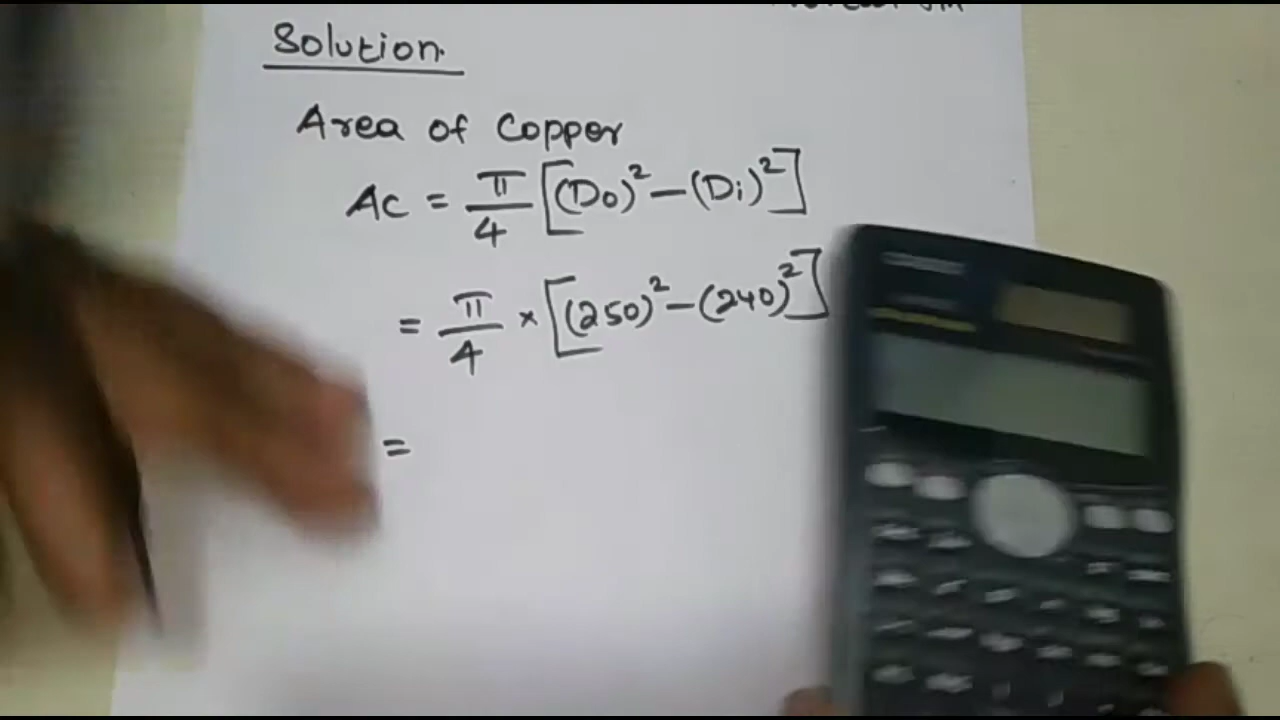 Solution.
Area of Copper
Ac = π/4 [(Do)² – (Di)²]
= π/4 × [(250)² – (240)²]
=